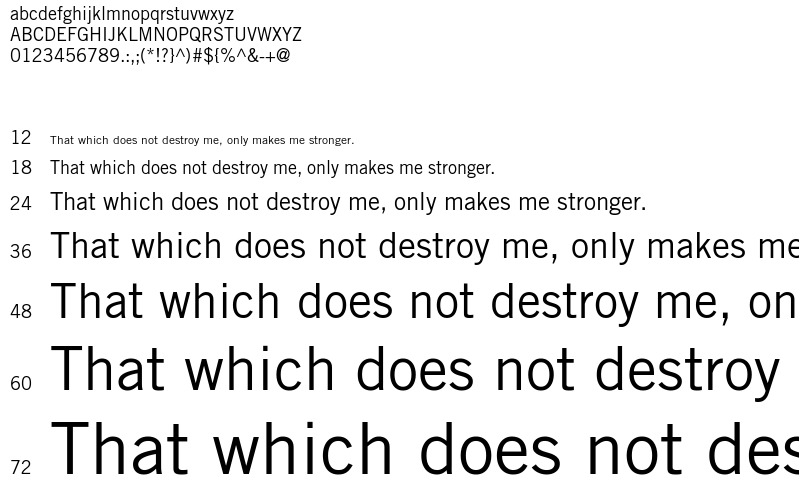 abcdefghijklmnopqrstuvwxyz
ABCDEFGHIJKLMNOPQRSTUVWXYZ
0123456789.:,;(*!?}^)#${%^&-+@
12 That which does not destroy me, only makes me stronger.
18 That which does not destroy me, only makes me stronger.
24 That which does not destroy me, only makes me stronger.
36 That which does not destroy me, only makes me
48 That which does not destroy me, on
60 That which does not destroy
72 That which does not des